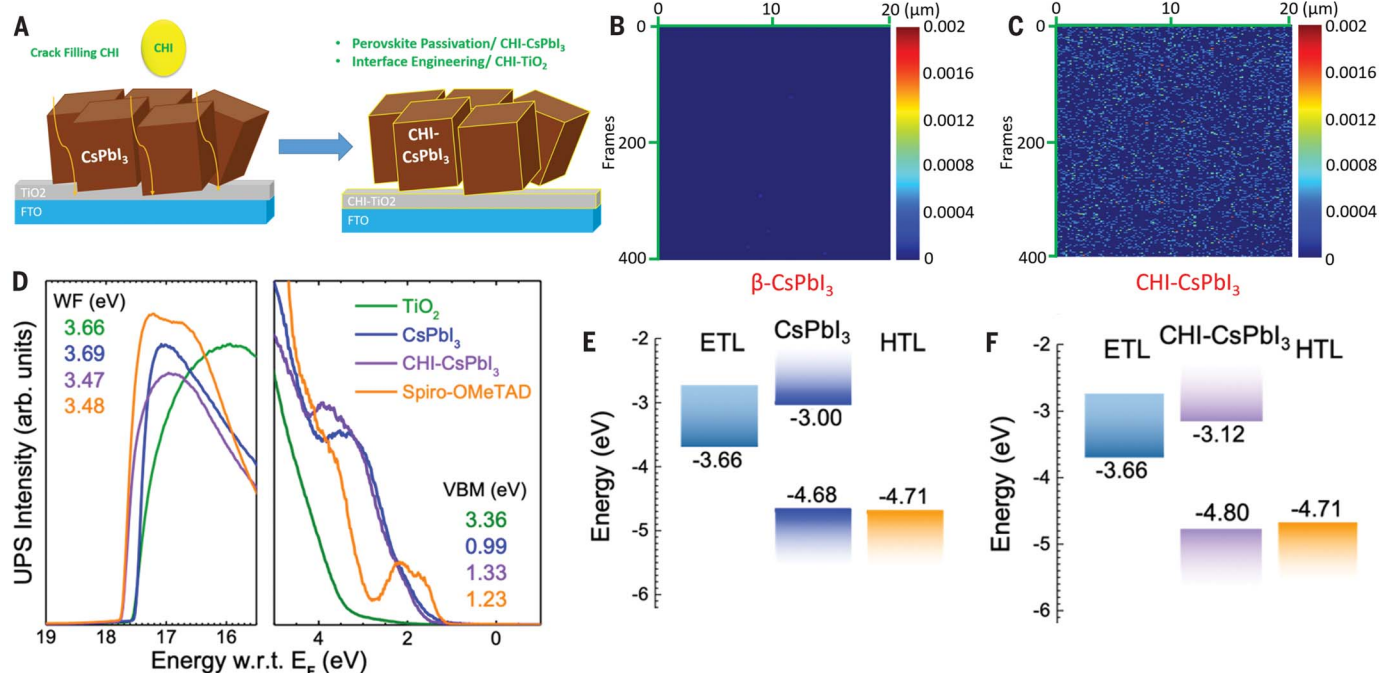 A
Crack Filling CHI
CHI
CsPbI3
TiO2
FTO
• Perovskite Passivation/ CHI-CsPbI3
• Interface Engineering/ CHI-TiO2
CHI-
CsPbI3
CHI-TiO2
FTO
B
0 10 20 (μm)
0
200
400
Frames
0.002
0.0016
0.0012
0.0008
0.0004
0
β-CsPbI3
C
0 10 20 (μm)
0
200
400
Frames
0.002
0.0016
0.0012
0.0008
0.0004
0
CHI-CsPbI3
D
WF (eV)
3.66
3.69
3.47
3.48
TiO2
CsPbI3
CHI-CsPbI3
Spiro-OMeTAD
VBM (eV)
3.36
0.99
1.33
1.23
UPS Intensity (arb. units)
19 18 17 16 4 2 0
Energy w.r.t. EF (eV)
E
ETL CsPbI3 HTL
-2
-3
-4
-5
-6
Energy (eV)
-3.00
-3.66
-4.68 -4.71
F
ETL CHI-CsPbI3 HTL
-2
-3
-4
-5
-6
Energy (eV)
-3.12
-3.66
-4.80 -4.71